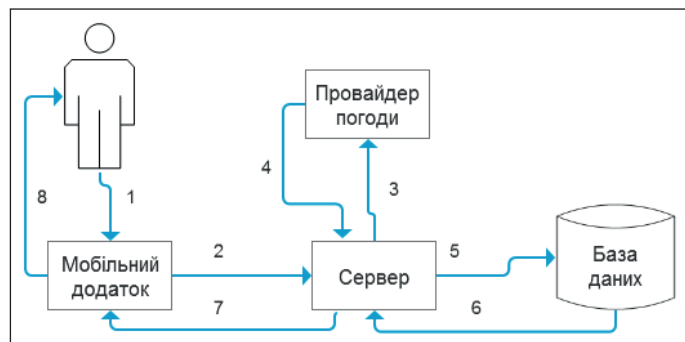 Провайдер
погоди
4
3
8
1
2
5
База
даних
Мобільний
додаток
Сервер
7
6